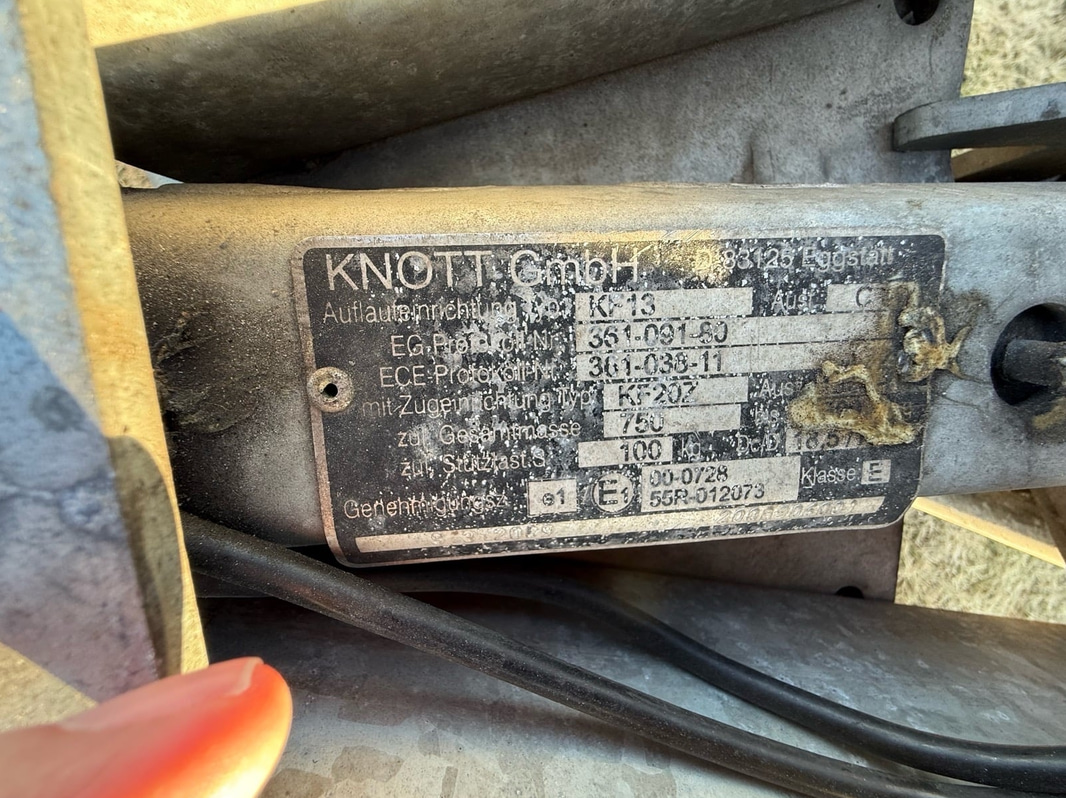 KNOTT GmbH D-83125 Eggstätt
Auflaufeinrichtung Typ KF13 Ausf. C
EG-Protokoll-Nr. 361-091-80
ECE-Protokoll-Nr. 361-038-11
mit Zugeinrichtung Typ KF20Z Ausf.
zul. Gesamtmasse 750
zul. Stützlast S 100 kg Dc/D
Genehmigungsz. e1 / E1 00-0728
55R-012073 Klasse E